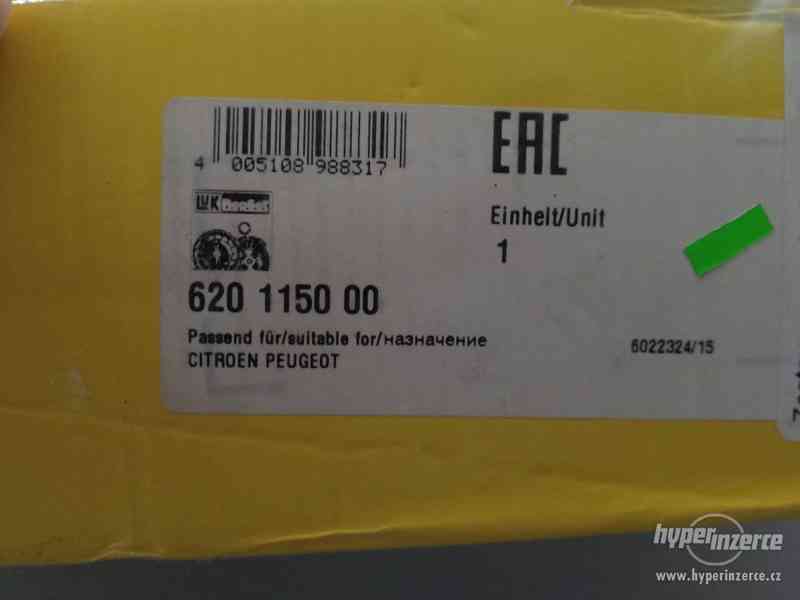 4 005108 988317
EAC
LuK RepSet
Einheit/Unit
1
620 1150 00
Passend für/suitable for/назначение
CITROEN PEUGEOT
6022324/15
hyperinzerce
www.hyperinzerce.cz